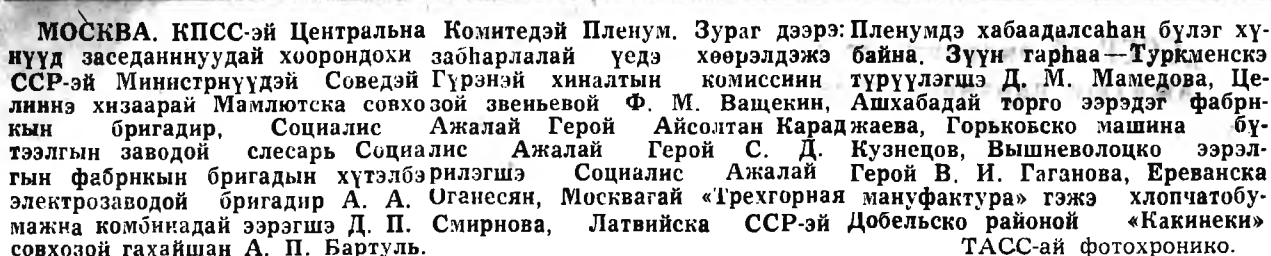 МОСКВА. КПСС-эй Центральна Комитедэй Пленум. Зураг дээрэ: Пленумдэ хабаадалсаһан бүлэг хү-
нүүд заседанинуудай хоорондохи забһарлалай үедэ хөөрэлдэжэ байна. Зүүн гарһаа — Туркменскэ
ССР-эй Министрнүүдэй Соведэй Гүрэнэй хиналтын комиссиин түрүүлэгшэ Д. М. Мамедова, Це-
линнэ хизаарай Мамлютска совхозой звеньевой Ф. М. Ващекин, Ашхабадай торго ээрэдэг фабри-
кын бригадир, Социалис Ажалай Герой Айсолтан Караджаева, Горьковско машина бү-
тээлгын заводой слесарь Социалис Ажалай Герой С. Д. Кузнецов, Вышневолоцко ээрэл-
гын фабрикын бригадын хүтэлбэрилэгшэ Социалис Ажалай Герой В. И. Гаганова, Ереванска
электрозаводой бригадир А. А. Оганесян, Москвагай «Трехгорная мануфактура» гэжэ хлопчатобу-
мажна комбинадай ээрэгшэ Д. П. Смирнова, Латвийска ССР-эй Добельско районой «Какинеки»
совхозой гахайшан А. П. Бартуль.
ТАСС-ай фотохронико.